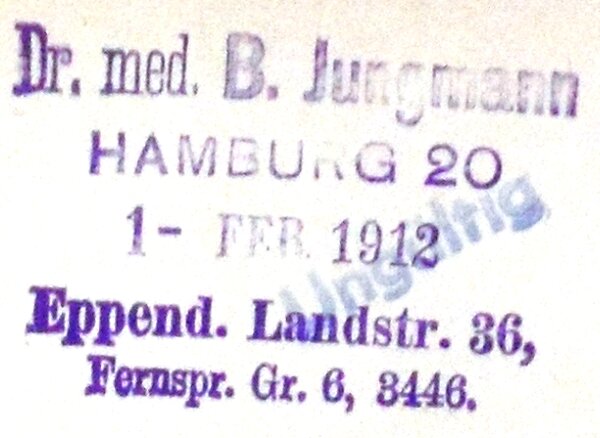 Dr. med. B. Jungmann
HAMBURG 20
1- FEB. 1912
Ungültig
Eppend. Landstr. 36,
Fernspr. Gr. 6, 3446.